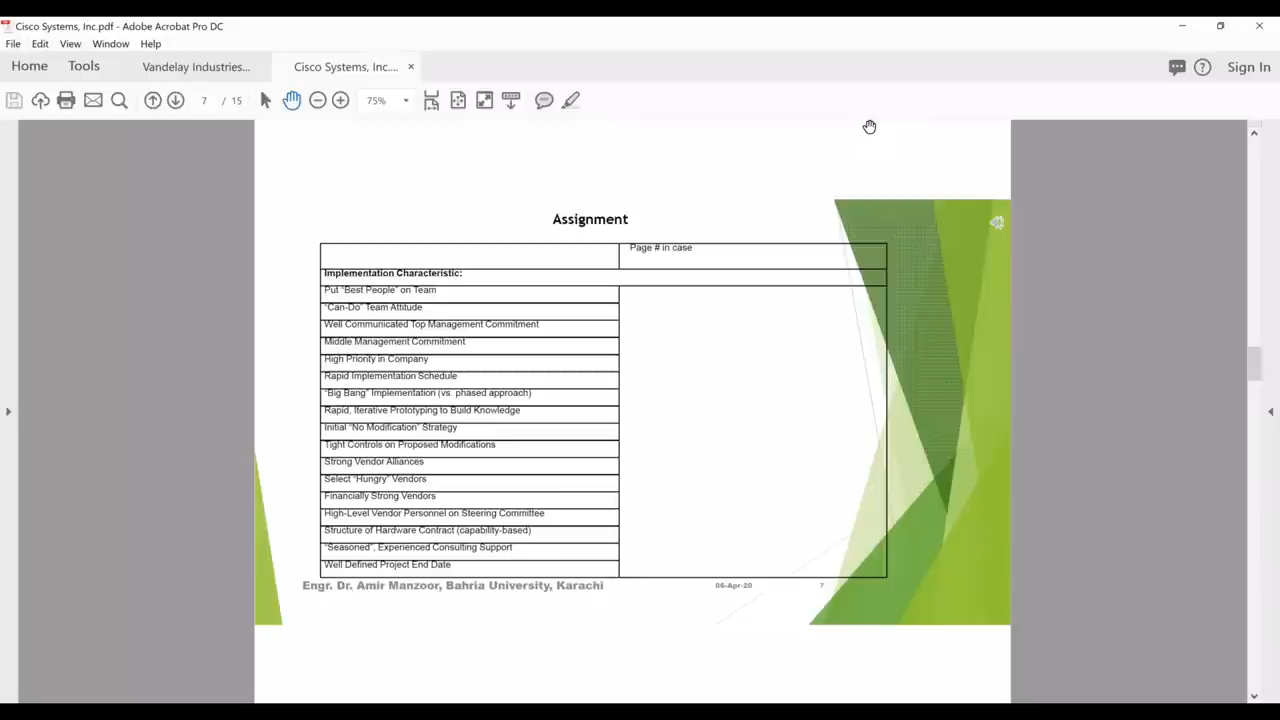 Cisco Systems, Inc.pdf - Adobe Acrobat Pro DC
File Edit View Window Help
Home Tools Vandelay Industries... Cisco Systems, Inc.... × Sign In
7 / 15 75%
Assignment
Page # in case
Implementation Characteristic:
Put “Best People” on Team
“Can-Do” Team Attitude
Well Communicated Top Management Commitment
Middle Management Commitment
High Priority in Company
Rapid Implementation Schedule
“Big Bang” Implementation (vs. phased approach)
Rapid, Iterative Prototyping to Build Knowledge
Initial “No Modification” Strategy
Tight Controls on Proposed Modifications
Strong Vendor Alliances
Select “Hungry” Vendors
Financially Strong Vendors
High-Level Vendor Personnel on Steering Committee
Structure of Hardware Contract (capability-based)
“Seasoned”, Experienced Consulting Support
Well Defined Project End Date
Engr. Dr. Amir Manzoor, Bahria University, Karachi 06-Apr-20 7